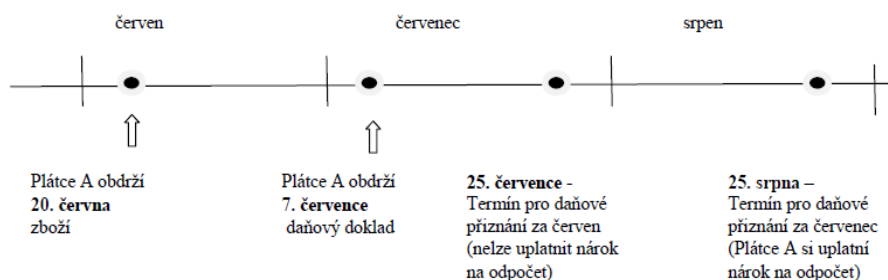 červen
červenec
srpen
Plátce A obdrží
20. června
zboží
Plátce A obdrží
7. července
daňový doklad
25. července -
Termín pro daňové
přiznání za červen
(nelze uplatnit nárok
na odpočet)
25. srpna –
Termín pro daňové
přiznání za červenec
(Plátce A si uplatní
nárok na odpočet)